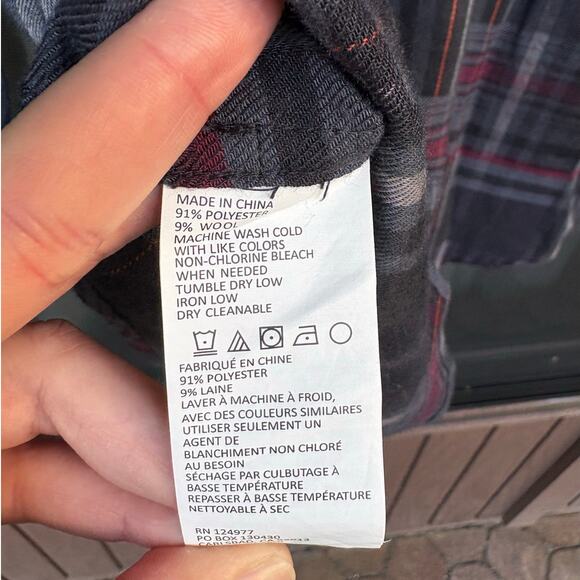 MADE IN CHINA
91% POLYESTER
9% WOOL
MACHINE WASH COLD
WITH LIKE COLORS
NON-CHLORINE BLEACH
WHEN NEEDED
TUMBLE DRY LOW
IRON LOW
DRY CLEANABLE
FABRIQUÉ EN CHINE
91% POLYESTER
9% LAINE
LAVER À MACHINE À FROID,
AVEC DES COULEURS SIMILAIRES
UTILISER SEULEMENT UN
AGENT DE
BLANCHIMENT NON CHLORÉ
AU BESOIN
SÉCHAGE PAR CULBUTAGE À
BASSE TEMPÉRATURE
REPASSER À BASSE TEMPÉRATURE
NETTOYABLE À SEC
RN 124977
PO BOX 130430
CARLSBAD, CA